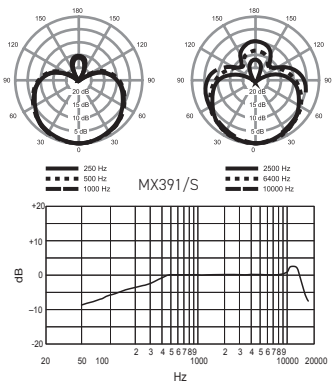 180
150 150
120 120
90 90
60 60
30 30
0
20 dB
15 dB
10 dB
5 dB
180
150 150
120 120
90 90
60 60
30 30
0
20 dB
15 dB
10 dB
5 dB
250 Hz
500 Hz
1000 Hz
MX391/S
2500 Hz
6400 Hz
10000 Hz
+20
+10
0
–10
-20
dB
20 50 100 2 3 4 5 6 7 8 9 1000 2 3 4 5 6 7 8 9 10000 20000
Hz